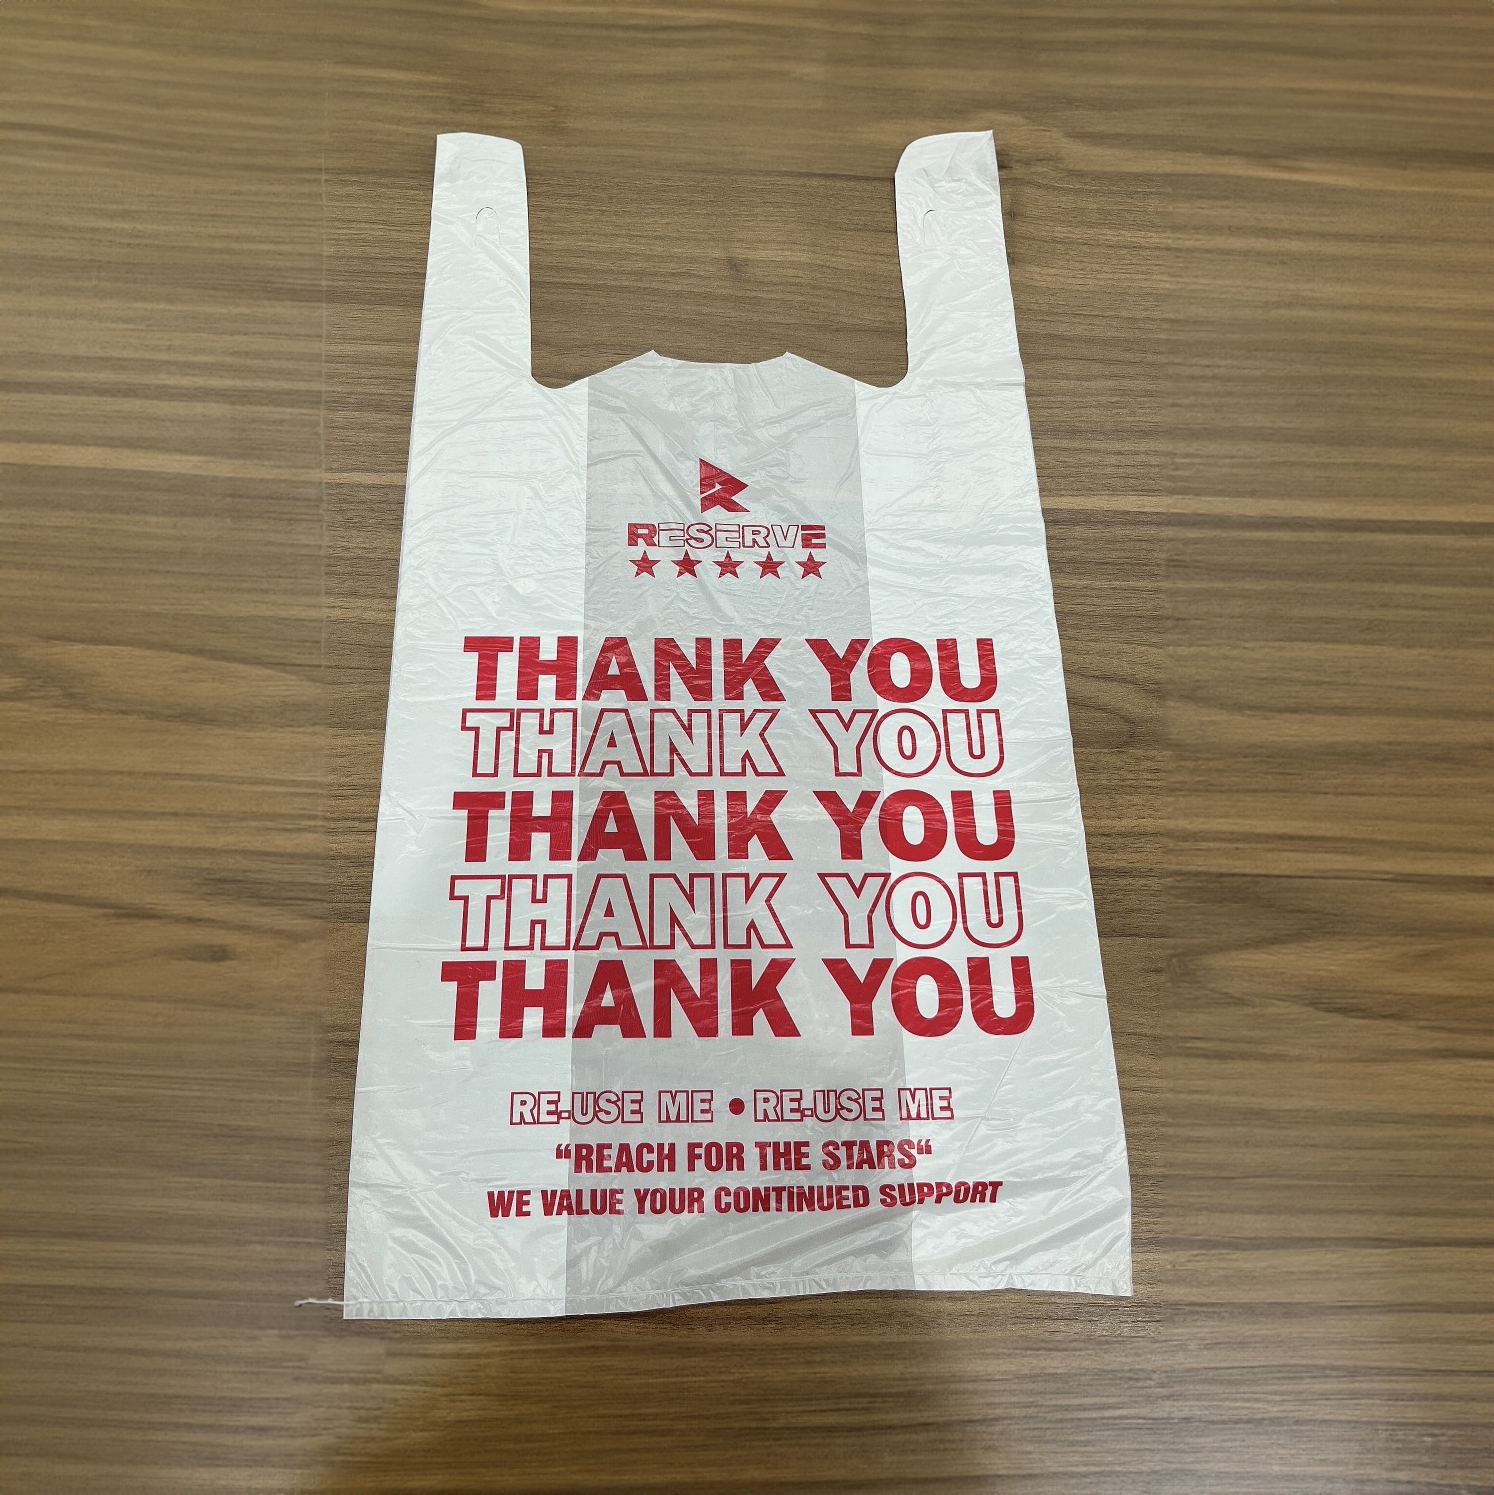 RESERVE
THANK YOU
THANK YOU
THANK YOU
THANK YOU
THANK YOU
RE-USE ME • RE-USE ME
“REACH FOR THE STARS“
WE VALUE YOUR CONTINUED SUPPORT